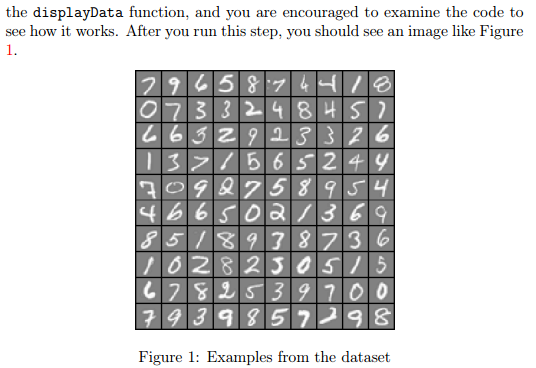 the displayData function, and you are encouraged to examine the code to
see how it works. After you run this step, you should see an image like Figure
1.
7 9 6 5 8 7 4 4 1 8
0 7 3 3 2 4 8 4 5 7
6 6 3 2 9 1 3 3 2 6
1 3 7 1 5 6 5 2 4 4
7 0 9 8 7 5 8 9 5 4
4 6 6 5 0 2 1 3 6 9
8 5 1 8 9 3 8 7 3 6
1 0 2 8 2 3 0 5 1 5
6 7 8 2 5 3 9 7 0 0
7 9 3 9 8 5 7 2 9 8
Figure 1: Examples from the dataset